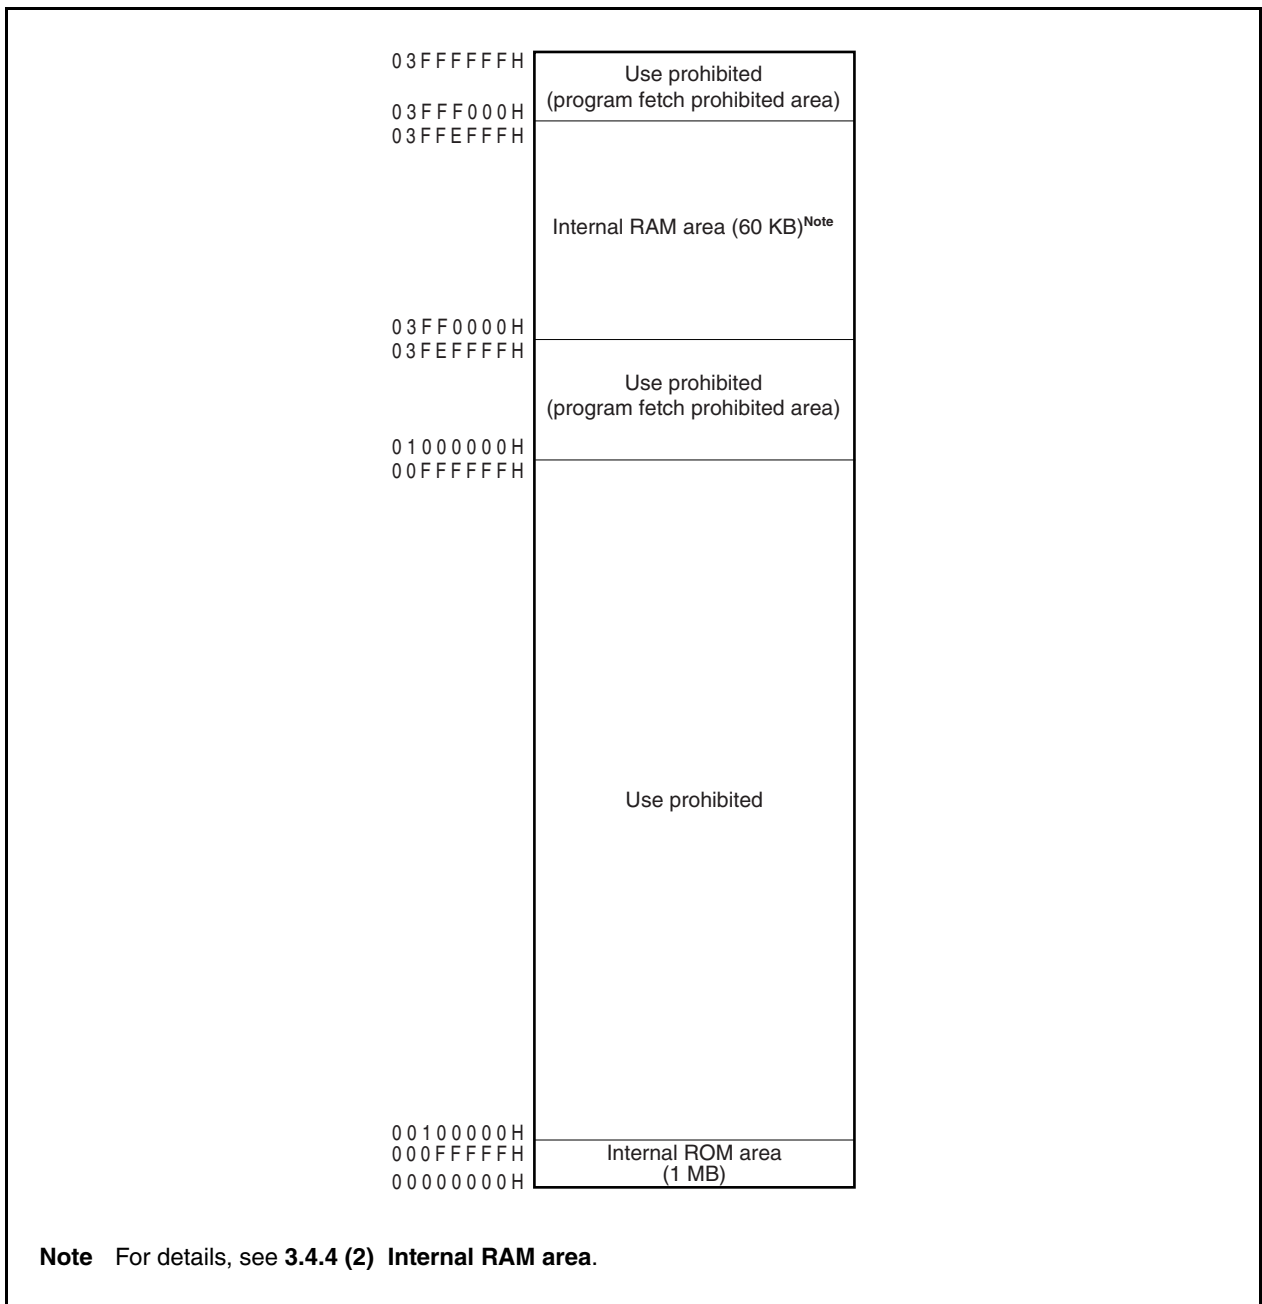 03FFFFFFH
Use prohibited
(program fetch prohibited area)
03FFF000H
03FFEFFFH
Internal RAM area (60 KB)Note
03FF0000H
03FEFFFFH
Use prohibited
(program fetch prohibited area)
01000000H
00FFFFFFH
Use prohibited
00100000H
000FFFFFH
Internal ROM area
(1 MB)
00000000H
Note For details, see 3.4.4 (2) Internal RAM area.